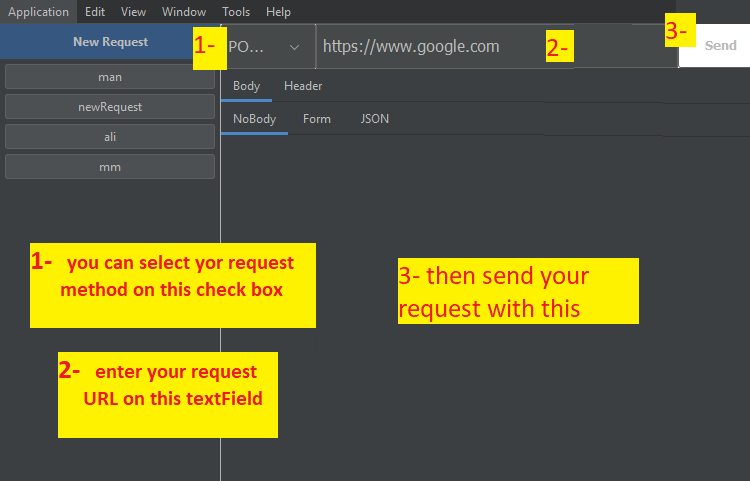 Application Edit View Window Tools Help
New Request 1- PO... https://www.google.com 2- 3- Send
man
newRequest
ali
mm
Body Header
NoBody Form JSON
1- you can select yor request
method on this check box
2- enter your request
URL on this textField
3- then send your
request with this